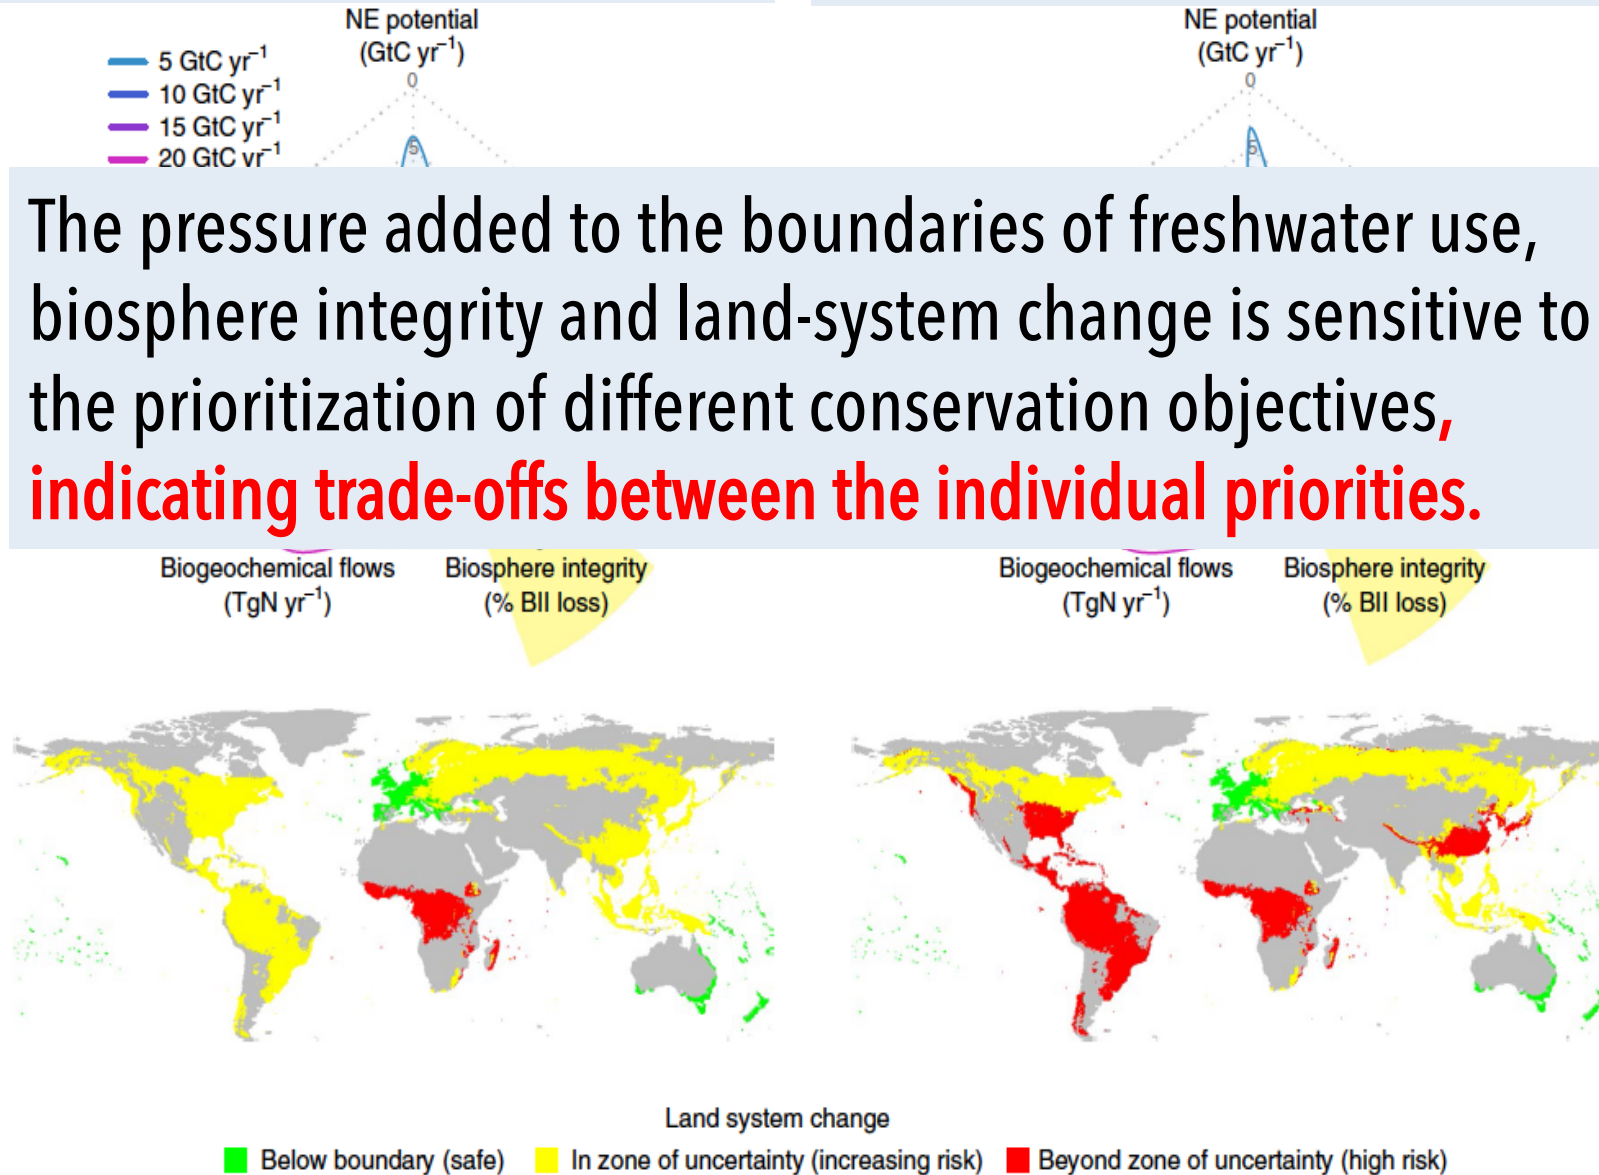 NE potential
(GtC yr⁻¹)
5 GtC yr⁻¹
10 GtC yr⁻¹
15 GtC yr⁻¹
20 GtC yr⁻¹
0
5
NE potential
(GtC yr⁻¹)
0
5
The pressure added to the boundaries of freshwater use,
biosphere integrity and land-system change is sensitive to
the prioritization of different conservation objectives,
indicating trade-offs between the individual priorities.
Biogeochemical flows
(TgN yr⁻¹)
Biosphere integrity
(% BII loss)
Biogeochemical flows
(TgN yr⁻¹)
Biosphere integrity
(% BII loss)
Land system change
Below boundary (safe)
In zone of uncertainty (increasing risk)
Beyond zone of uncertainty (high risk)